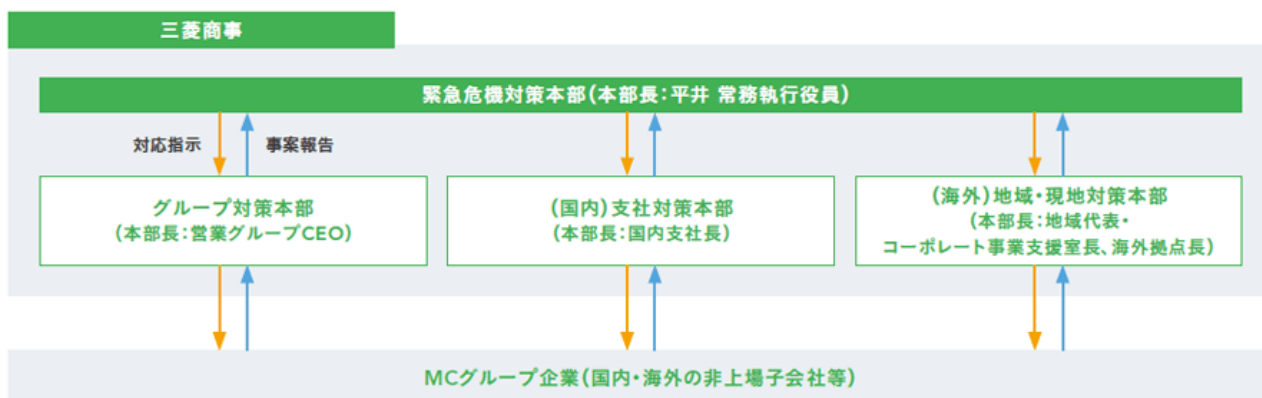 三菱商事
緊急危機対策本部(本部長:平井 常務執行役員)
対応指示
事案報告
グループ対策本部
(本部長:営業グループCEO)
(国内)支社対策本部
(本部長:国内支社長)
(海外)地域・現地対策本部
(本部長:地域代表・
コーポレート事業支援室長、海外拠点長)
MCグループ企業(国内・海外の非上場子会社等)